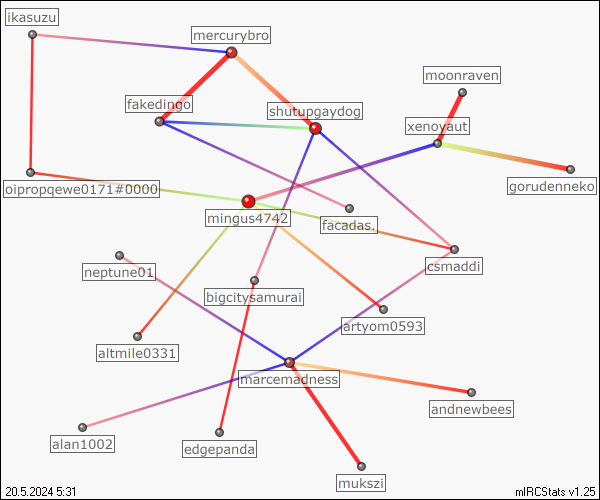 ikasuzu
mercurybro
moonraven
fakedingo
shutupgaydog
xenoyaut
oipropqewe0171#0000
gorudenneko
mingus4742
facadas.
neptune01
csmaddi
bigcitysamurai
artyom0593
altmile0331
marcemadness
andnewbees
alan1002
edgepanda
mukszi
20.5.2024 5:31
mIRCStats v1.25